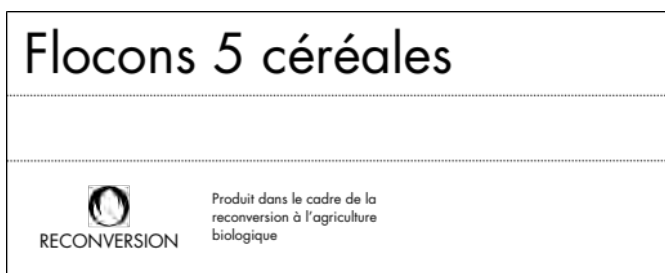 Flocons 5 céréales
RECONVERSION
Produit dans le cadre de la
reconversion à l'agriculture
biologique